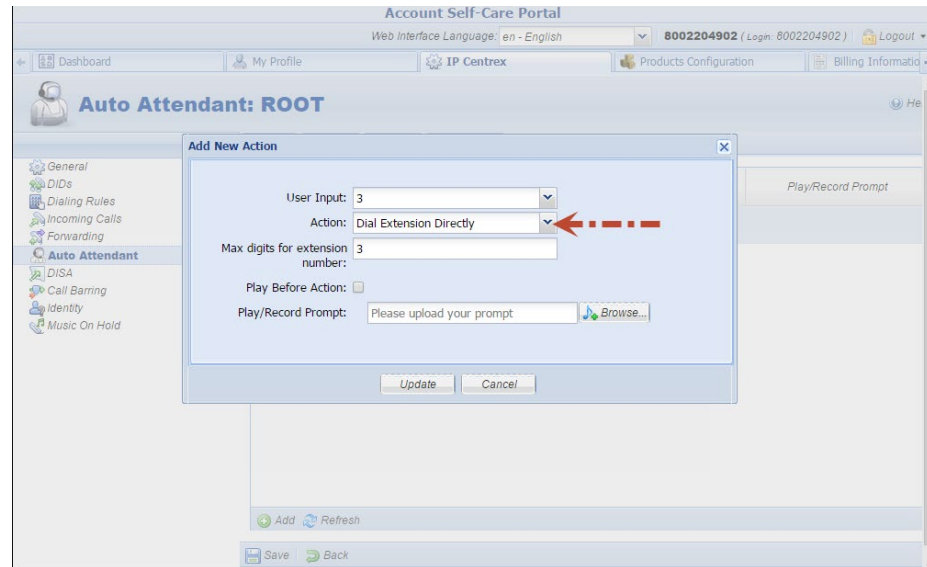 Account Self-Care Portal
Web Interface Language: en - English 8002204902 ( Login: 8002204902 ) Logout
Dashboard My Profile IP Centrex Products Configuration Billing Informatio
Auto Attendant: ROOT He
Add New Action
General
DIDs
Dialing Rules
Incoming Calls
Forwarding
Auto Attendant
DISA
Call Barring
Identity
Music On Hold
User Input: 3
Action: Dial Extension Directly
Max digits for extension number: 3
Play Before Action:
Play/Record Prompt: Please upload your prompt Browse...
Update Cancel
Play/Record Prompt
Add Refresh
Save Back